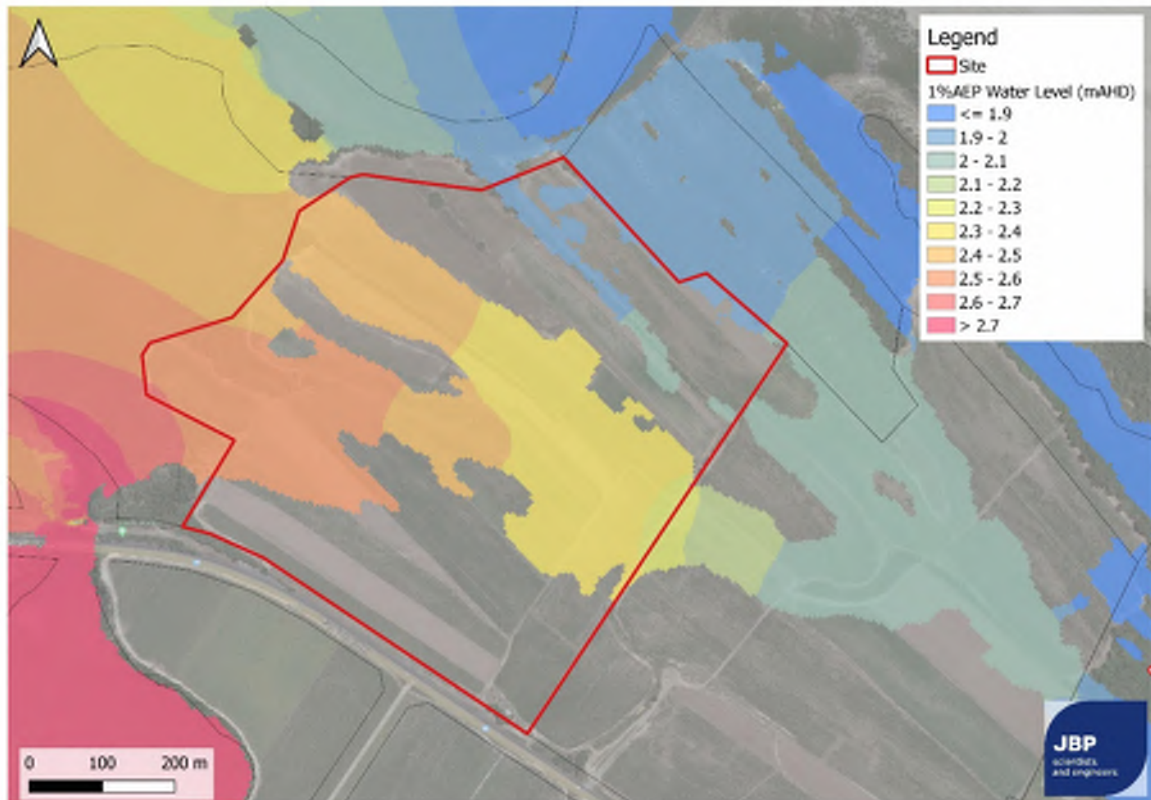 Legend
Site
1%AEP Water Level (mAHD)
<= 1.9
1.9 - 2
2 - 2.1
2.1 - 2.2
2.2 - 2.3
2.3 - 2.4
2.4 - 2.5
2.5 - 2.6
2.6 - 2.7
> 2.7
0 100 200 m
JBP
scientists
and engineers